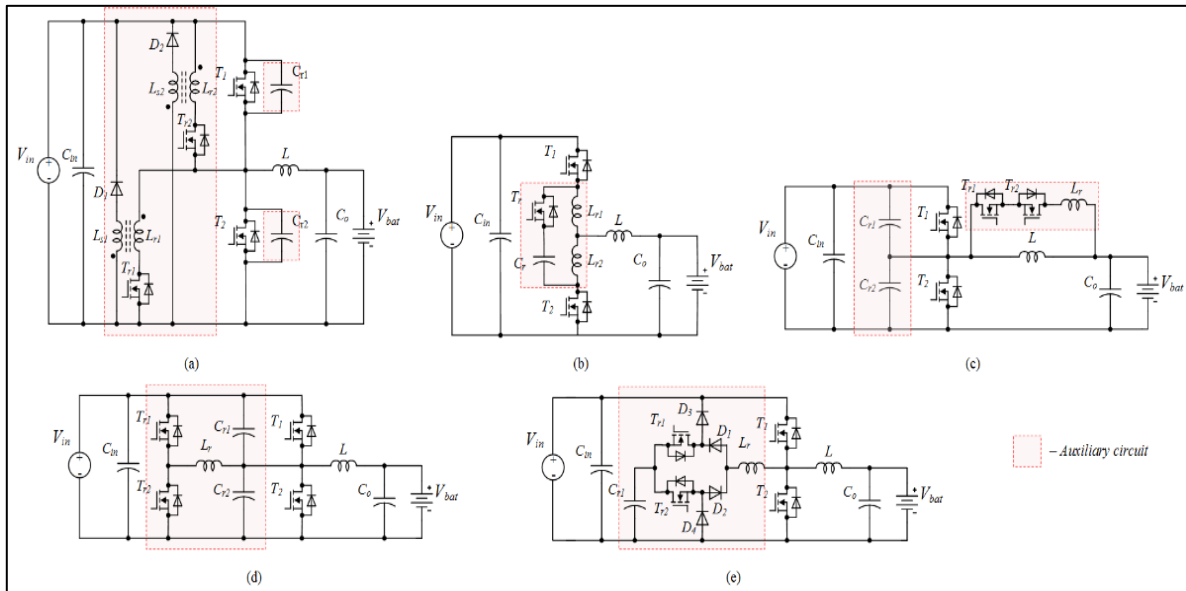 D2
T1
Cr1
Ls2
Lr2
Tr2
Vin
Cin
L
D1
T2
Cr2
Co
Vbat
Ls1
Lr1
Tr1
(a)
T1
Tr
Lr1
Vin
Cin
L
Cr
Lr2
Vbat
Co
T2
(b)
Tr1
Tr2
Lr
T1
Cr1
Vin
Cin
L
T2
Cr2
Co
Vbat
(c)
Tr1
Cr1
T1
Vin
Cin
Lr
L
Tr2
Cr2
T2
Co
Vbat
(d)
D3
Tr1
D1
T1
Vin
Cin
Lr
L
Cr1
T2
Co
Vbat
Tr2
D2
D4
(e)
– Auxiliary circuit